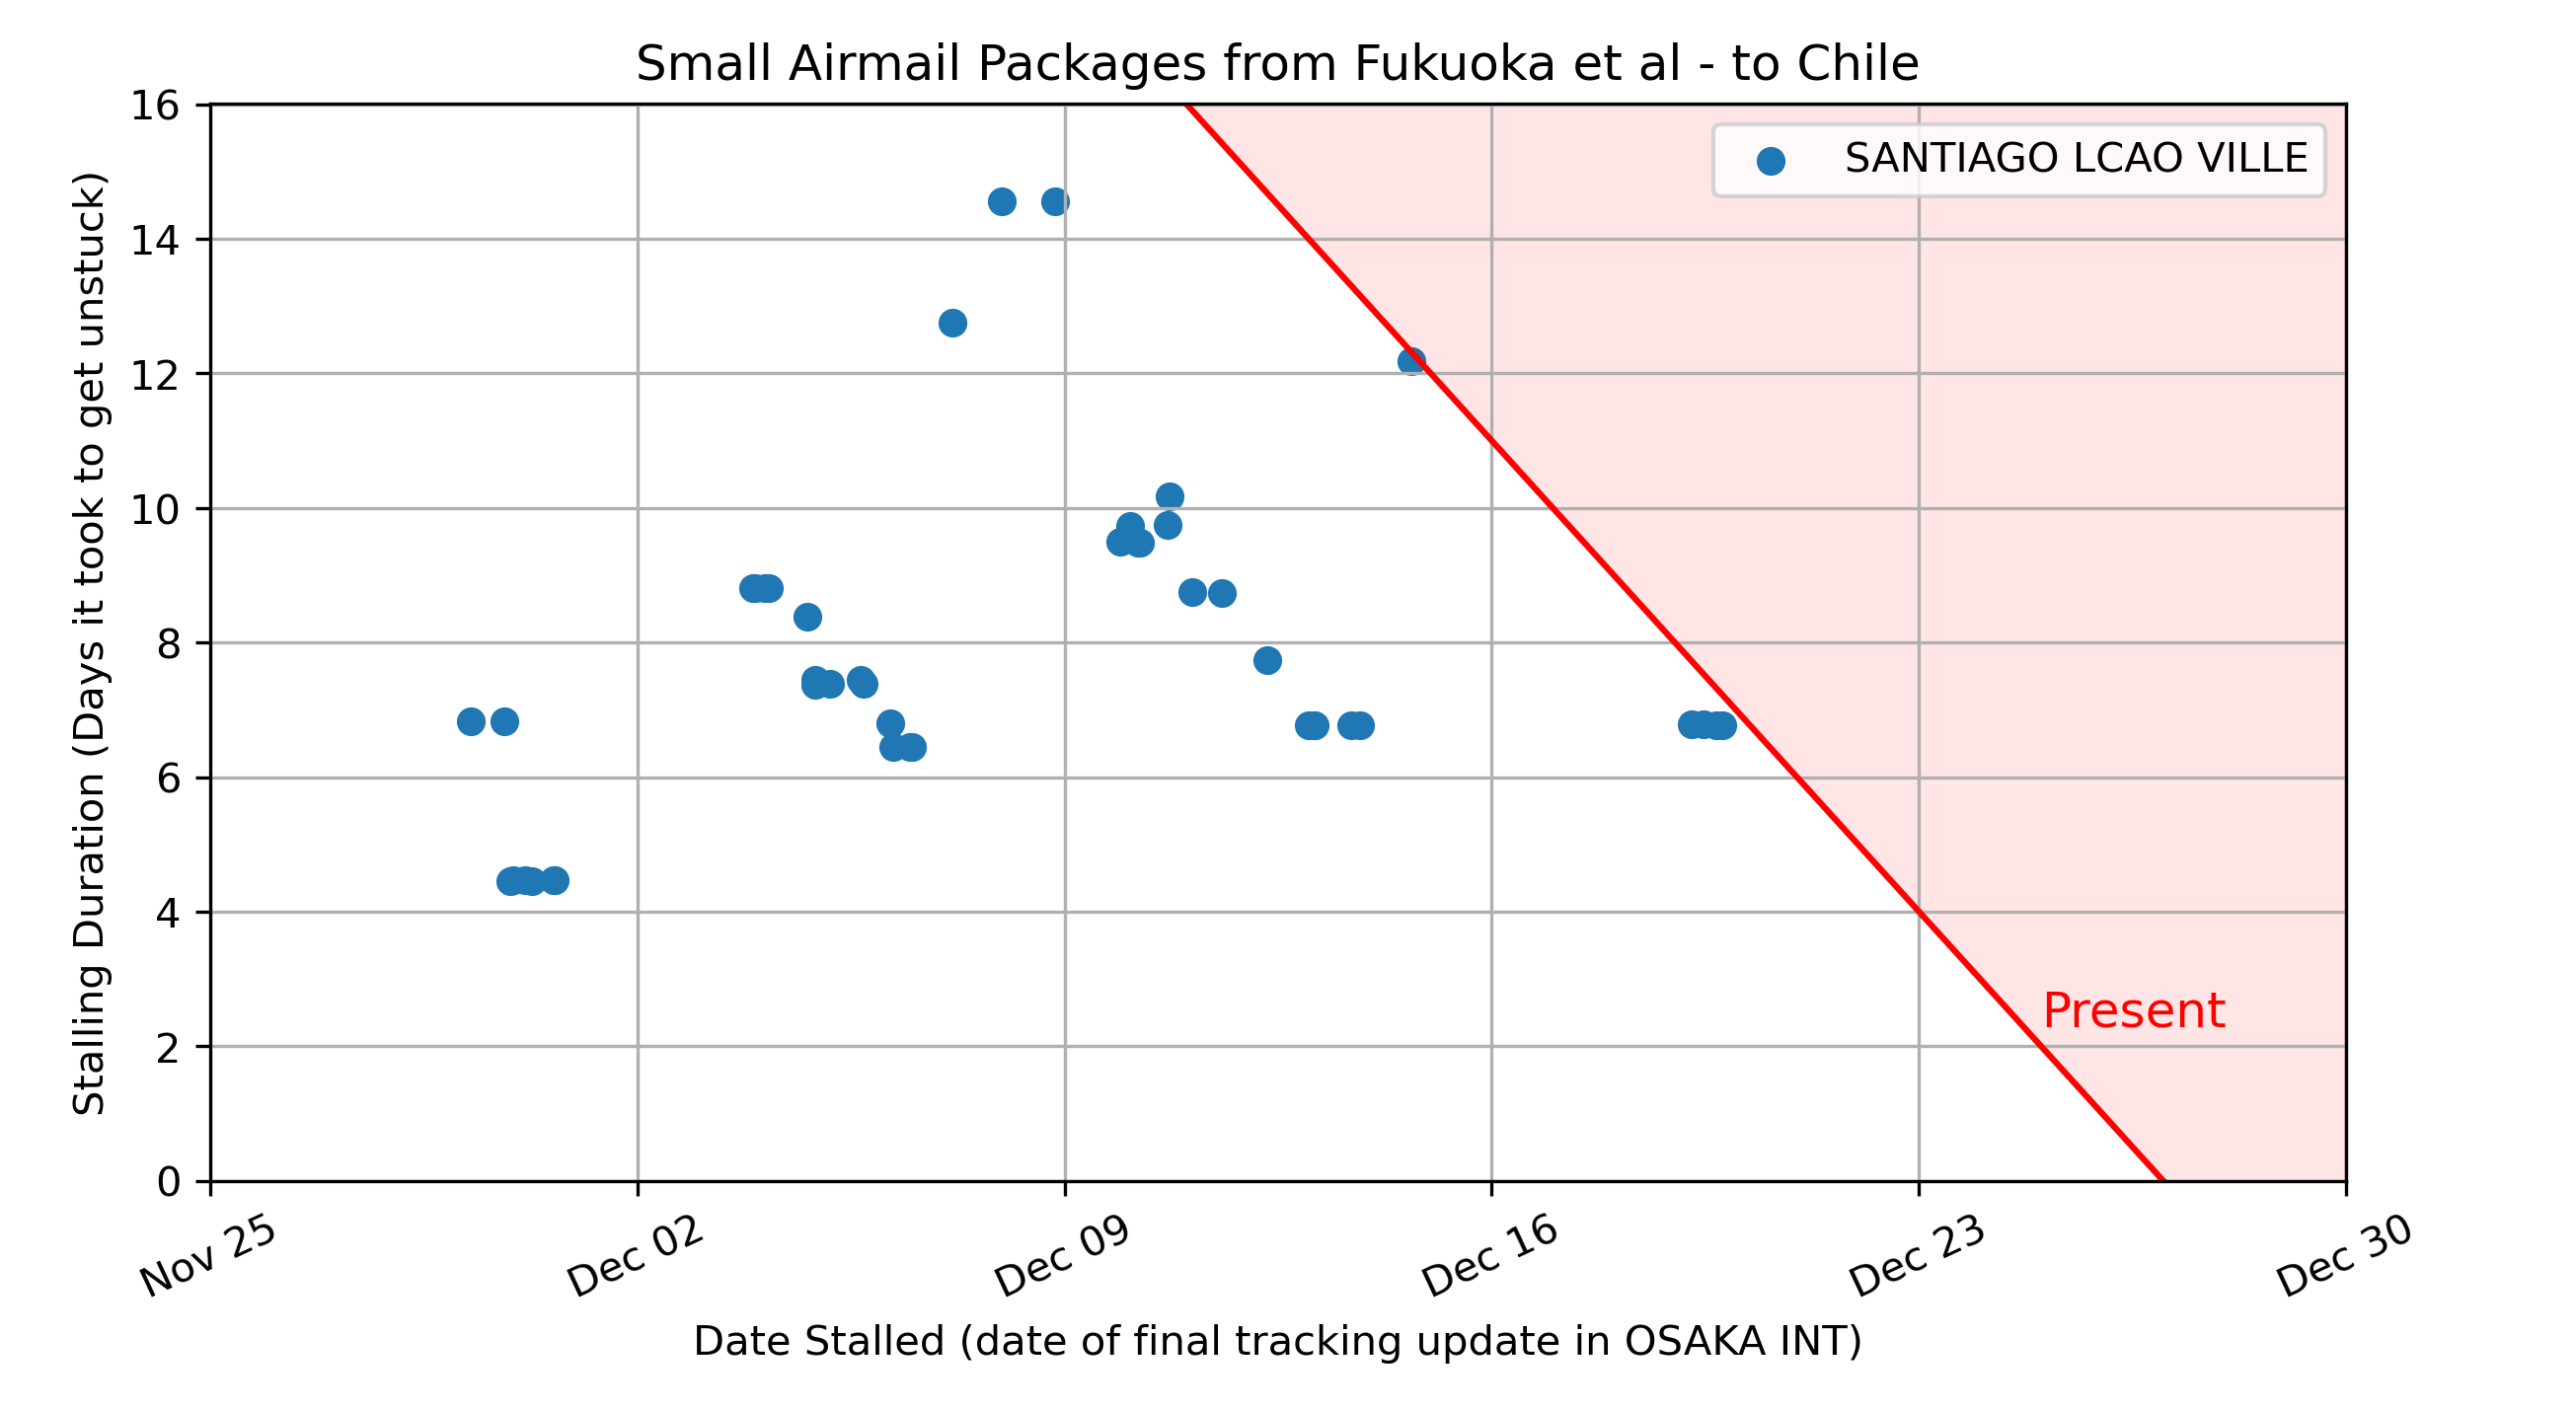 Small Airmail Packages from Fukuoka et al - to Chile
SANTIAGO LCAO VILLE
Stalling Duration (Days it took to get unstuck)
16
14
12
10
8
6
4
2
0
Present
Nov 25
Dec 02
Dec 09
Dec 16
Dec 23
Dec 30
Date Stalled (date of final tracking update in OSAKA INT)